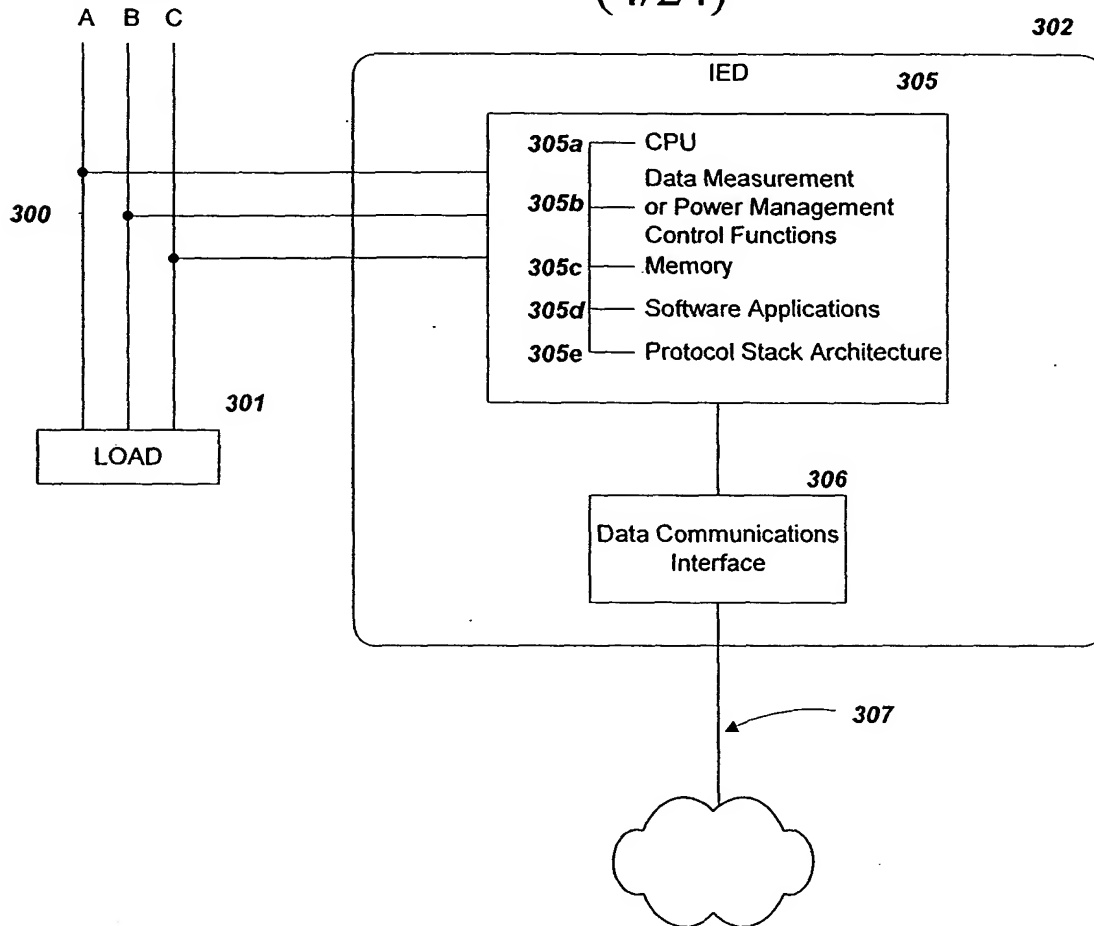 (4/24)
A B C
302
IED
305
305a CPU
Data Measurement
305b or Power Management
Control Functions
305c Memory
305d Software Applications
305e Protocol Stack Architecture
300
301
LOAD
306
Data Communications
Interface
307